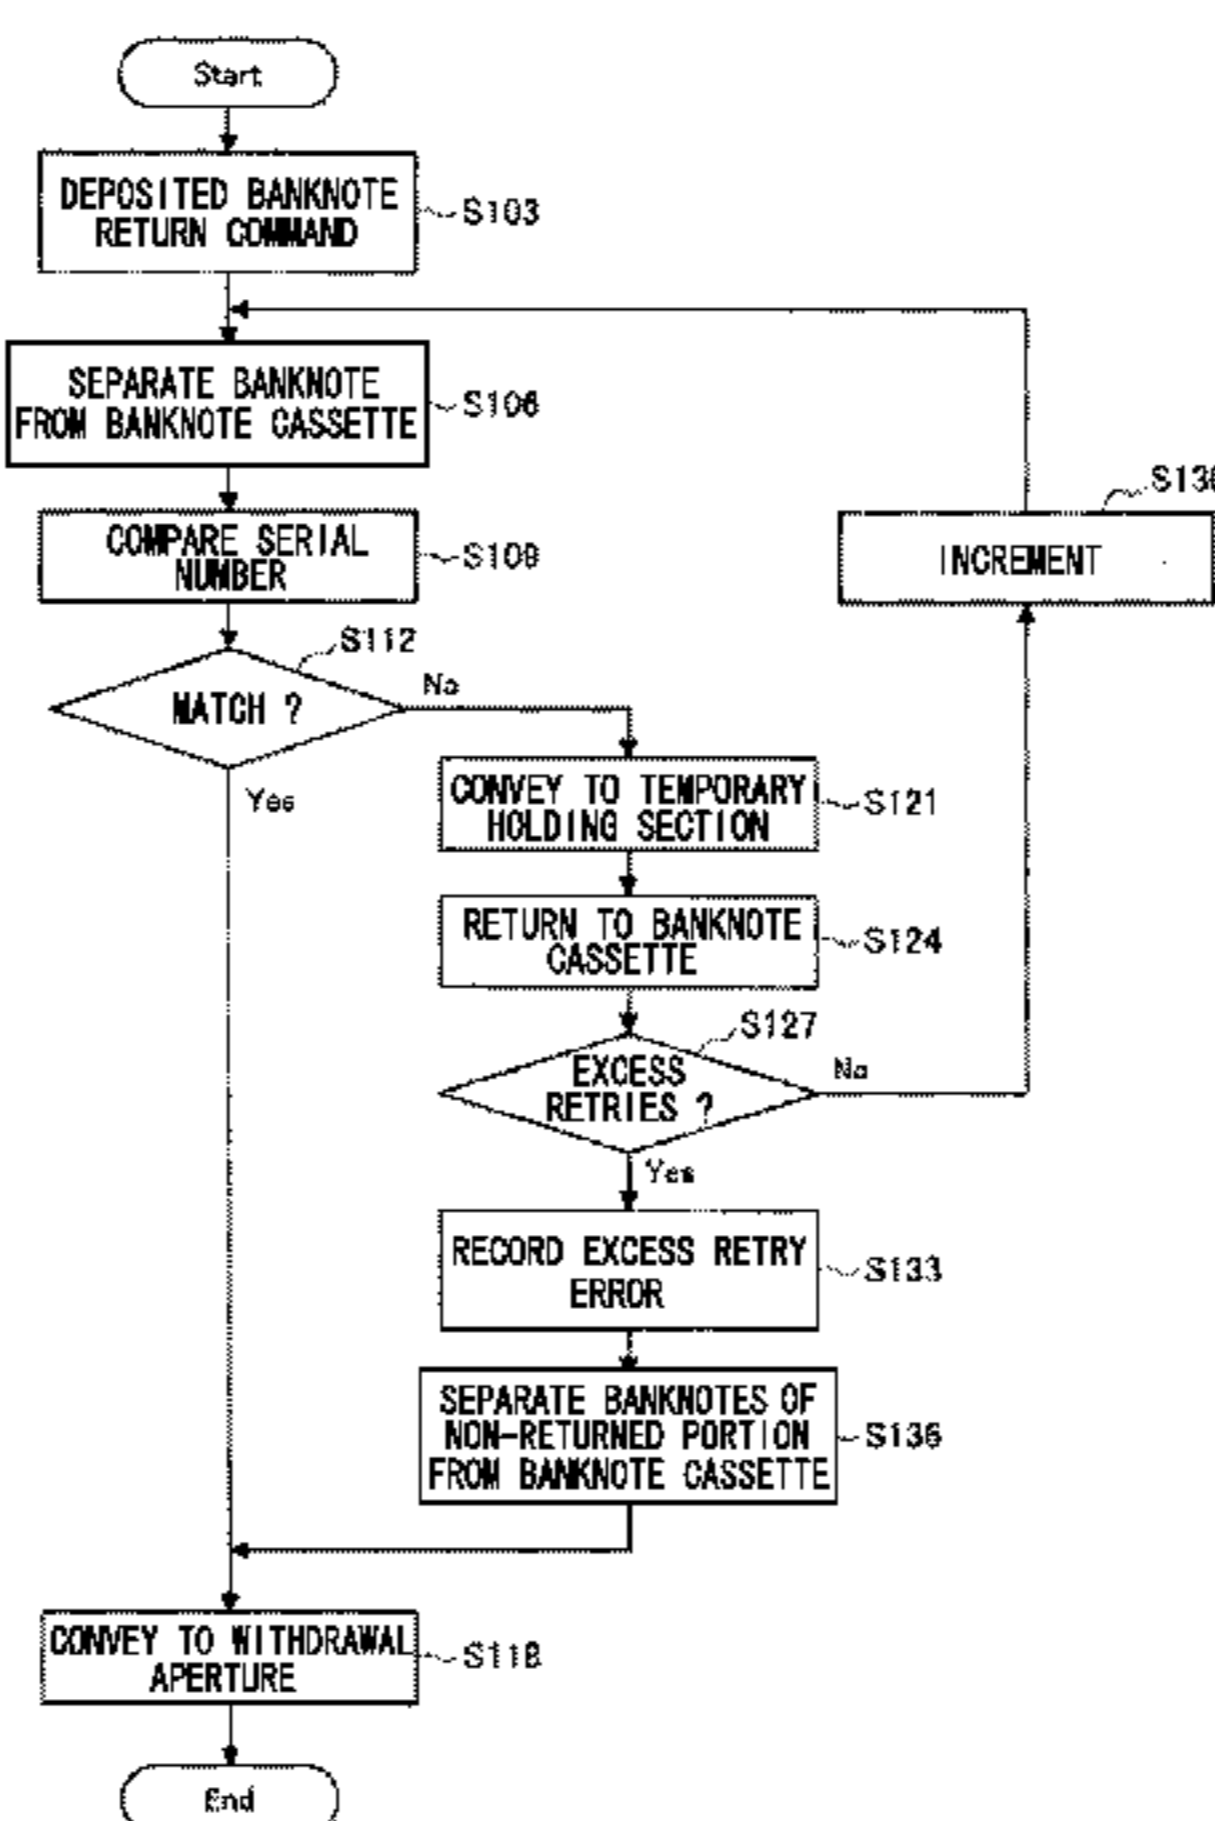 Start
DEPOSITED BANKNOTE
RETURN COMMAND
S103
SEPARATE BANKNOTE
FROM BANKNOTE CASSETTE
S106
COMPARE SERIAL
NUMBER
S109
INCREMENT
MATCH ?
S112
No
Yes
CONVEY TO TEMPORARY
HOLDING SECTION
S121
RETURN TO BANKNOTE
CASSETTE
S124
EXCESS
RETRIES ?
S127
No
Yes
RECORD EXCESS RETRY
ERROR
S133
SEPARATE BANKNOTES OF
NON-RETURNED PORTION
FROM BANKNOTE CASSETTE
S136
CONVEY TO WITHDRAWAL
APERTURE
S118
End